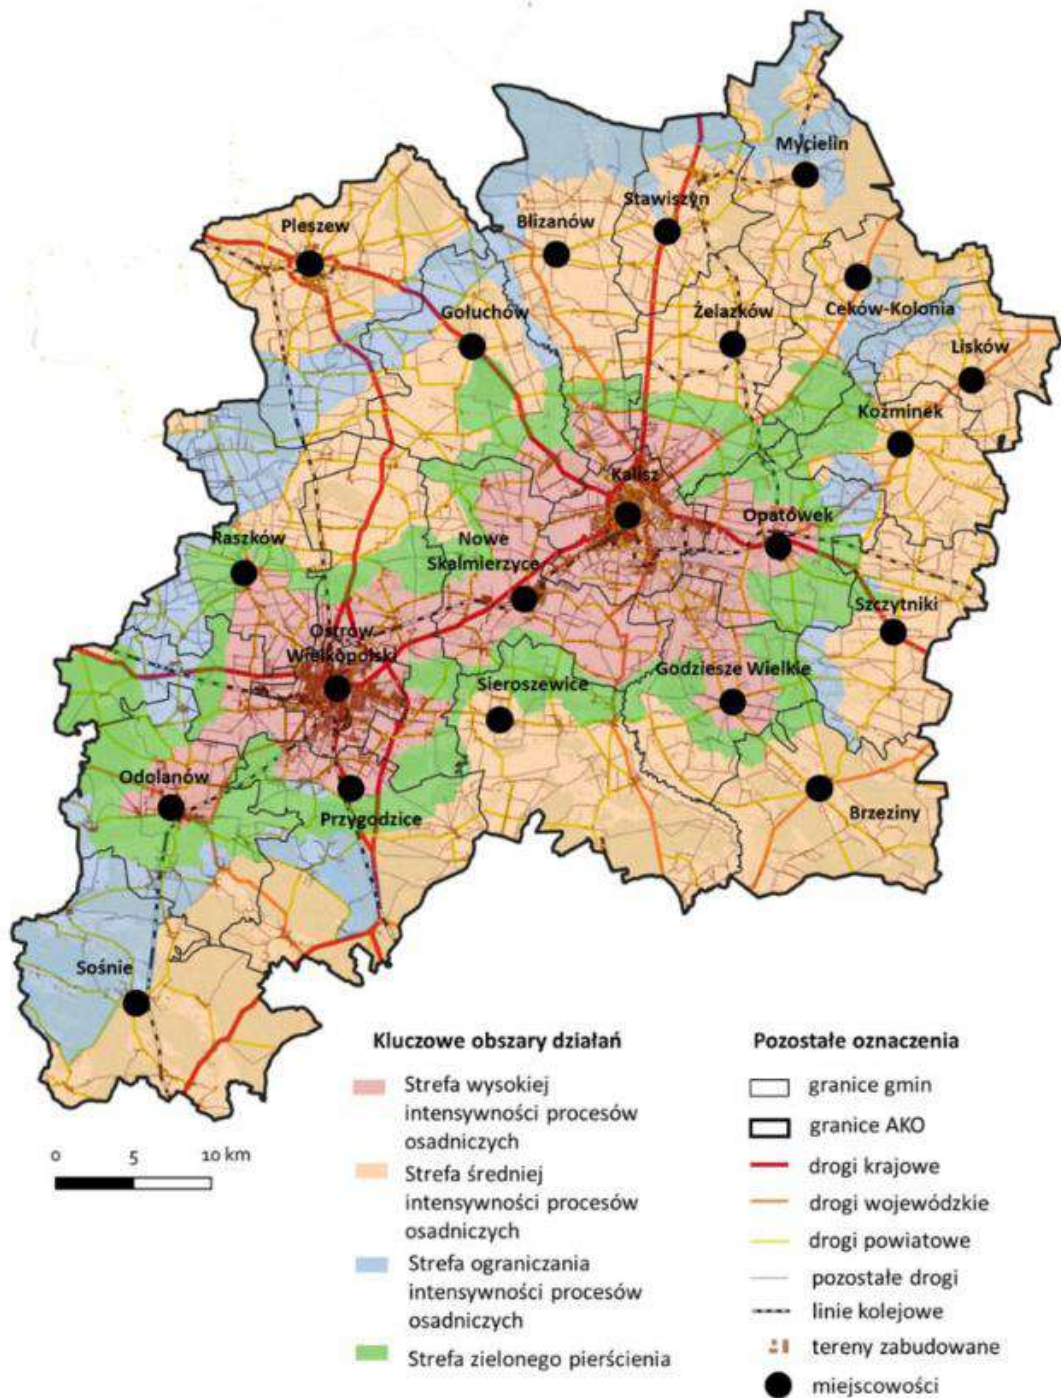 Mycielin
Stawiszyn
Blizanów
Pleszew
Gołuchów
Żelazków
Ceków-Kolonia
Lisków
Koźminek
Kalisz
Opatówek
Nowe
Skalmierzyce
Raszków
Szczytniki
Ostrów
Wielkopolski
Godziesze Wielkie
Sieroszewice
Odolanów
Przygodzice
Brzeziny
Sośnie
Kluczowe obszary działań
Strefa wysokiej
intensywności procesów
osadniczych
Strefa średniej
intensywności procesów
osadniczych
Strefa ograniczania
intensywności procesów
osadniczych
Strefa zielonego pierścienia
Pozostałe oznaczenia
granice gmin
granice AKO
drogi krajowe
drogi wojewódzkie
drogi powiatowe
pozostałe drogi
linie kolejowe
tereny zabudowane
miejscowości
0 5 10 km